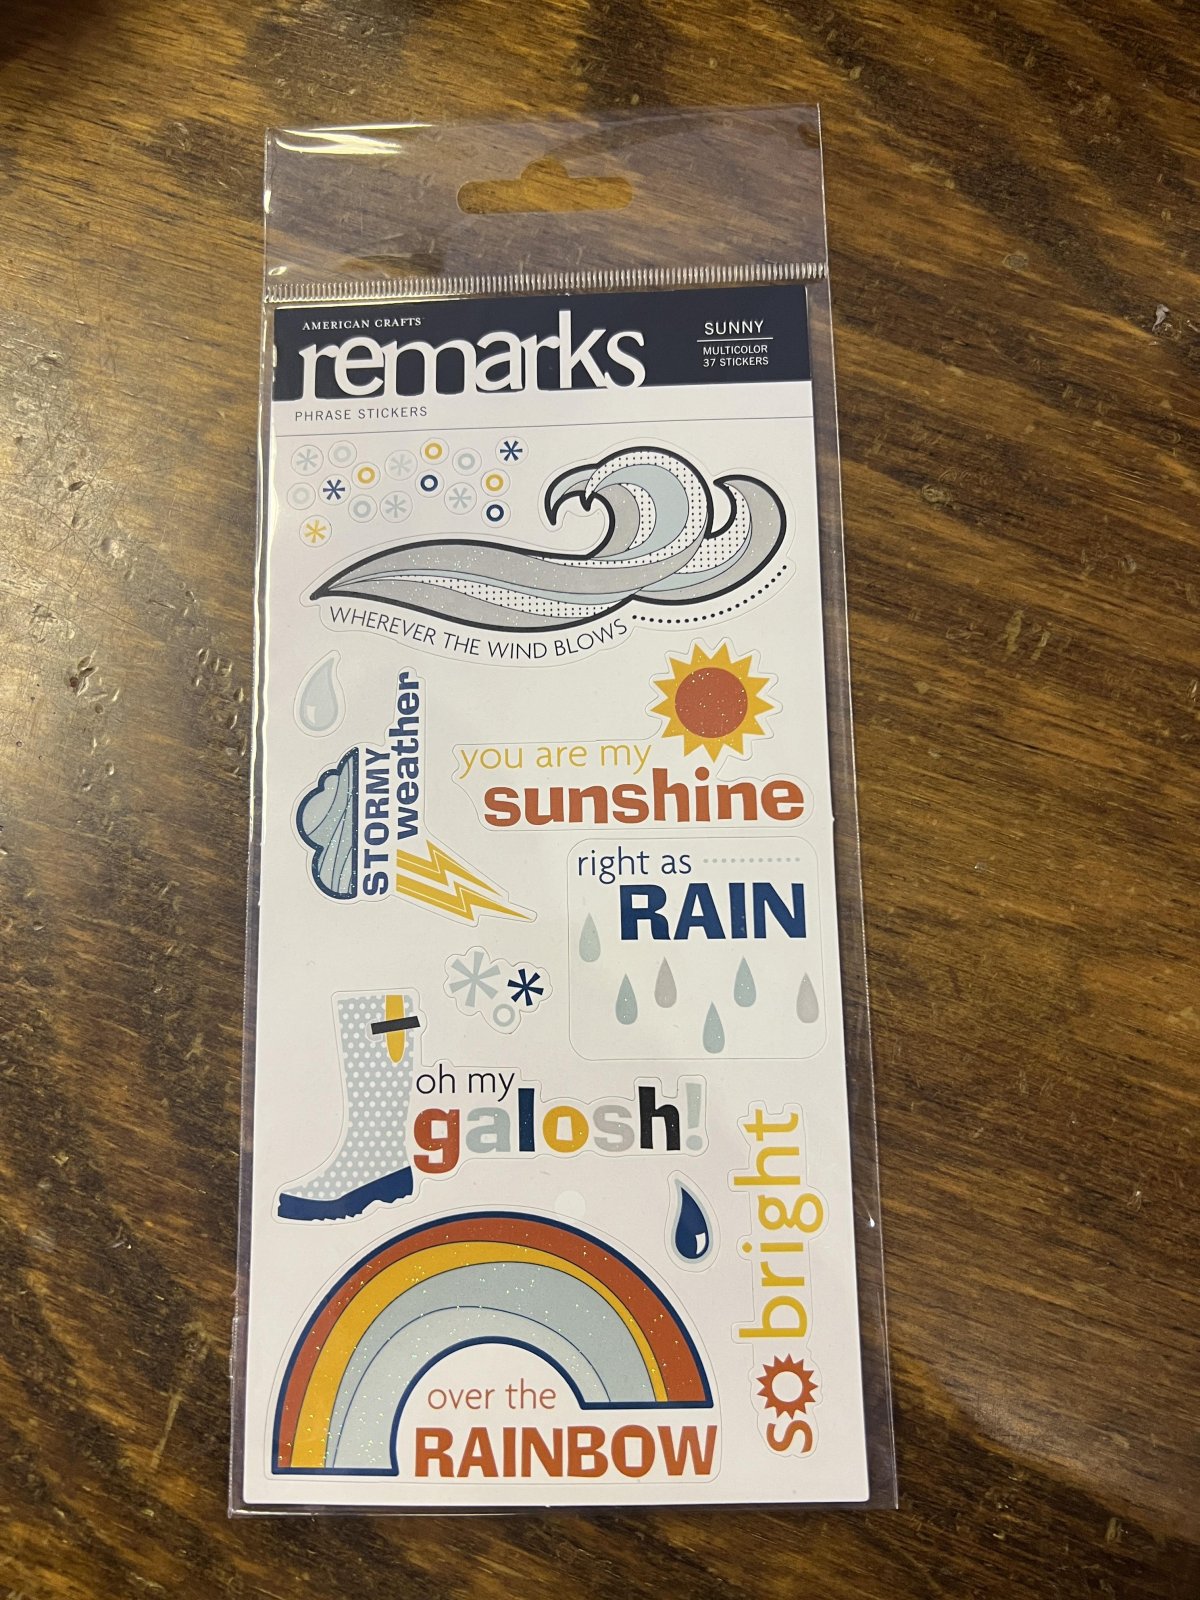 AMERICAN CRAFTS™
remarks
SUNNY
MULTICOLOR
37 STICKERS
PHRASE STICKERS
WHEREVER THE WIND BLOWS
STORMY
weather
you are my
sunshine
right as
RAIN
oh my
galosh!
so bright
over the
RAINBOW